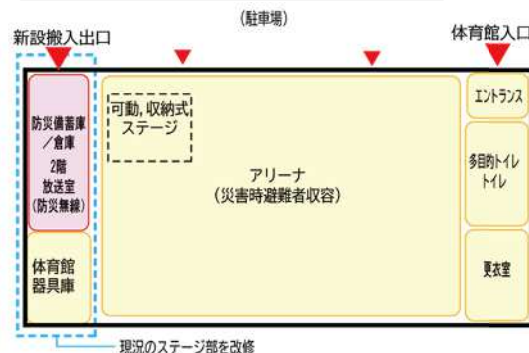 (駐車場)
新設搬入出口
体育館入口
防災備蓄庫
／倉庫
2階
放送室
(防災無線)
可動,収納式
ステージ
アリーナ
(災害時避難者収容)
エントランス
多目的トイレ
トイレ
体育館
器具庫
更衣室
現況のステージ部を改修